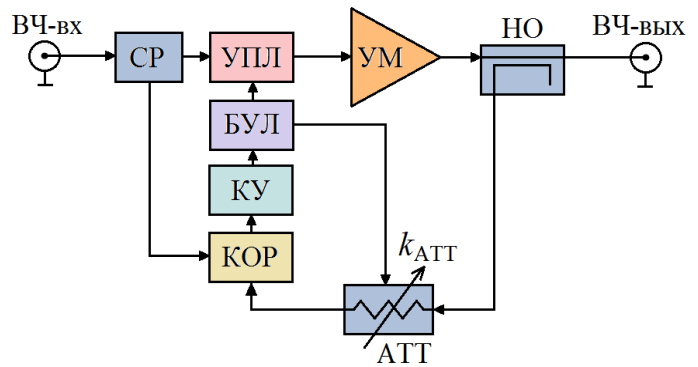 ВЧ-вх
СР
УПЛ
УМ
НО
ВЧ-вых
БУЛ
КУ
КОР
kАТТ
АТТ